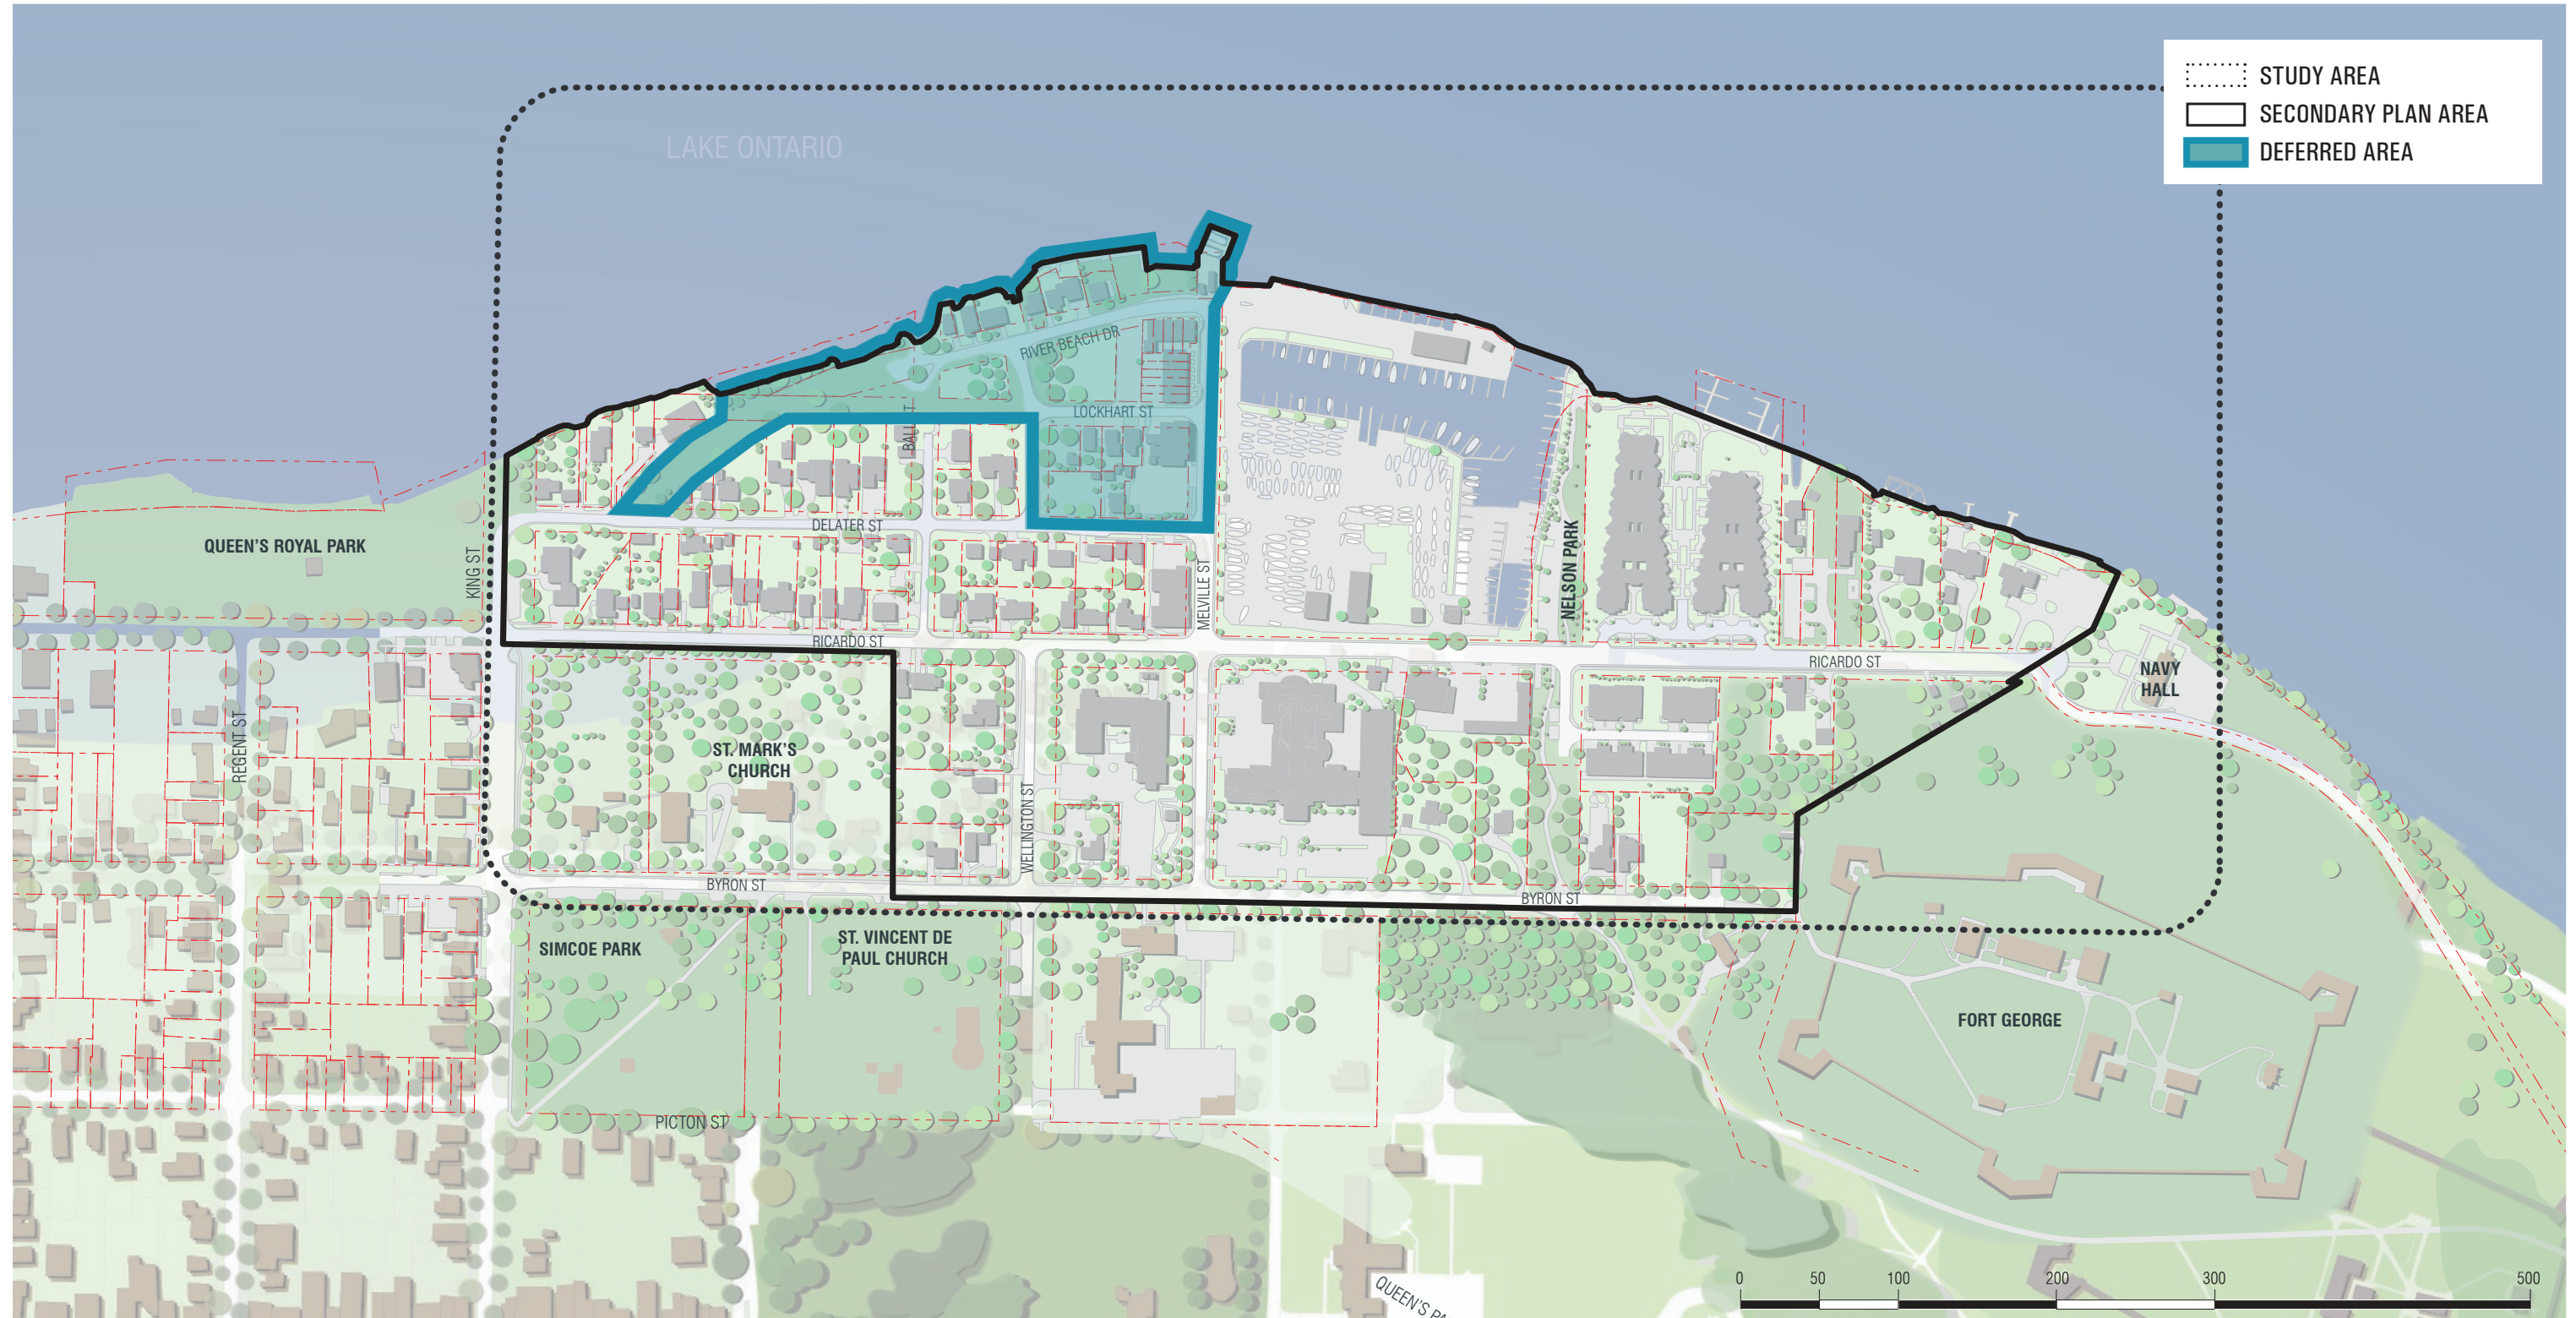 STUDY AREA
SECONDARY PLAN AREA
DEFERRED AREA
LAKE ONTARIO
RIVER BEACH DR
LOCKHART ST
BALL T
DELATER ST
QUEEN'S ROYAL PARK
KING ST
NELSON PARK
MELVILLE ST
RICARDO ST
RICARDO ST
NAVY
HALL
REGENT ST
ST. MARK'S
CHURCH
WELLINGTON ST
BYRON ST
BYRON ST
SIMCOE PARK
ST. VINCENT DE
PAUL CHURCH
FORT GEORGE
PICTON ST
QUEEN'S
0 50 100 200 300 500